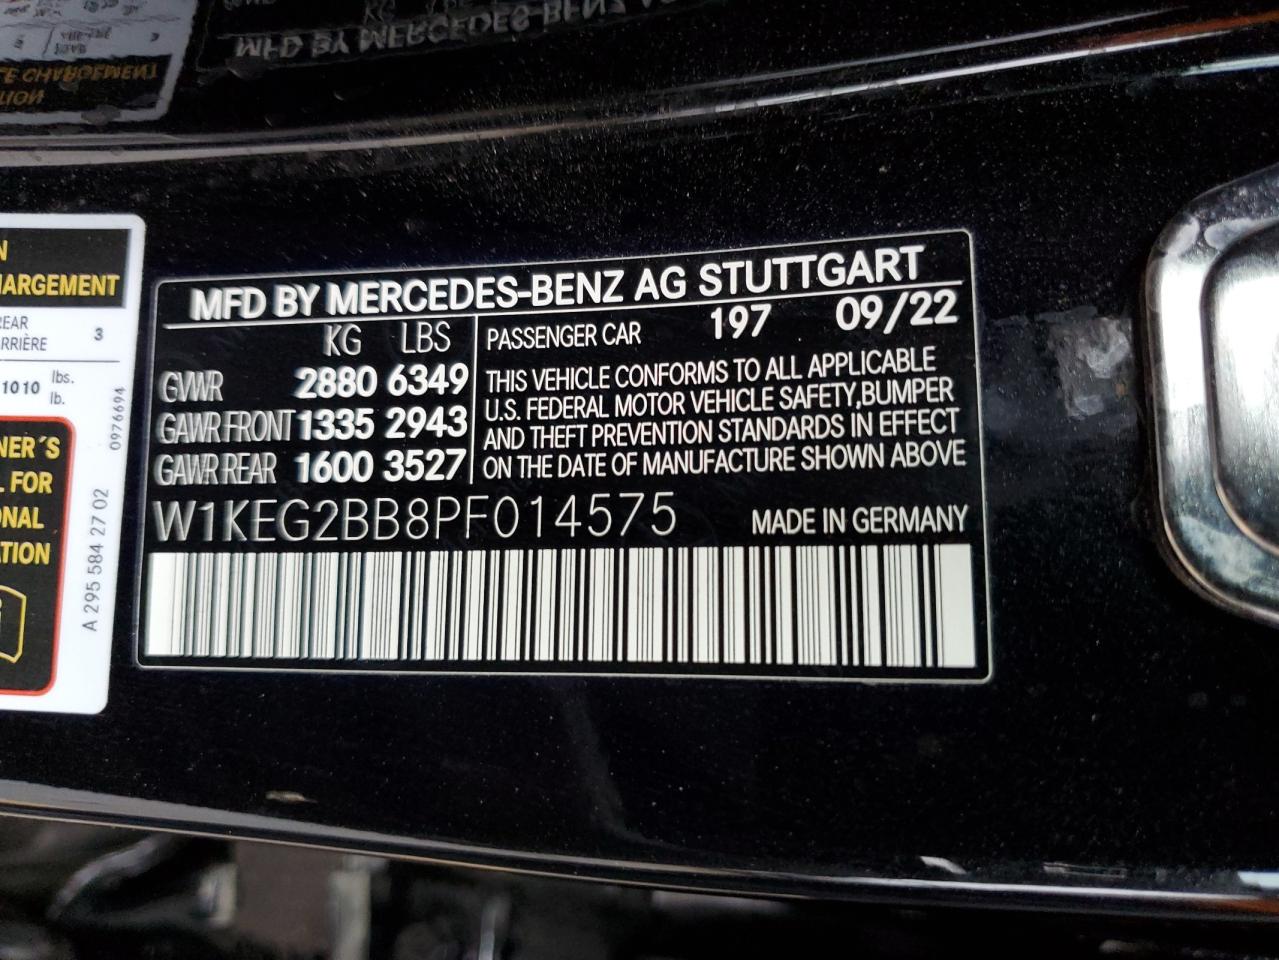 MFD BY MERCEDES-BENZ
LE CHARGEMENT
N
HARGEMENT
REAR
ARRIÈRE 3
1010 lbs.
lb.
NER´S
L FOR
ONAL
ATION
0976694
A 295 584 27 02
MFD BY MERCEDES-BENZ AG STUTTGART
KG LBS
GVWR 2880 6349
GAWR FRONT 1335 2943
GAWR REAR 1600 3527
PASSENGER CAR 197 09/22
THIS VEHICLE CONFORMS TO ALL APPLICABLE
U.S. FEDERAL MOTOR VEHICLE SAFETY,BUMPER
AND THEFT PREVENTION STANDARDS IN EFFECT
ON THE DATE OF MANUFACTURE SHOWN ABOVE
W1KEG2BB8PF014575 MADE IN GERMANY